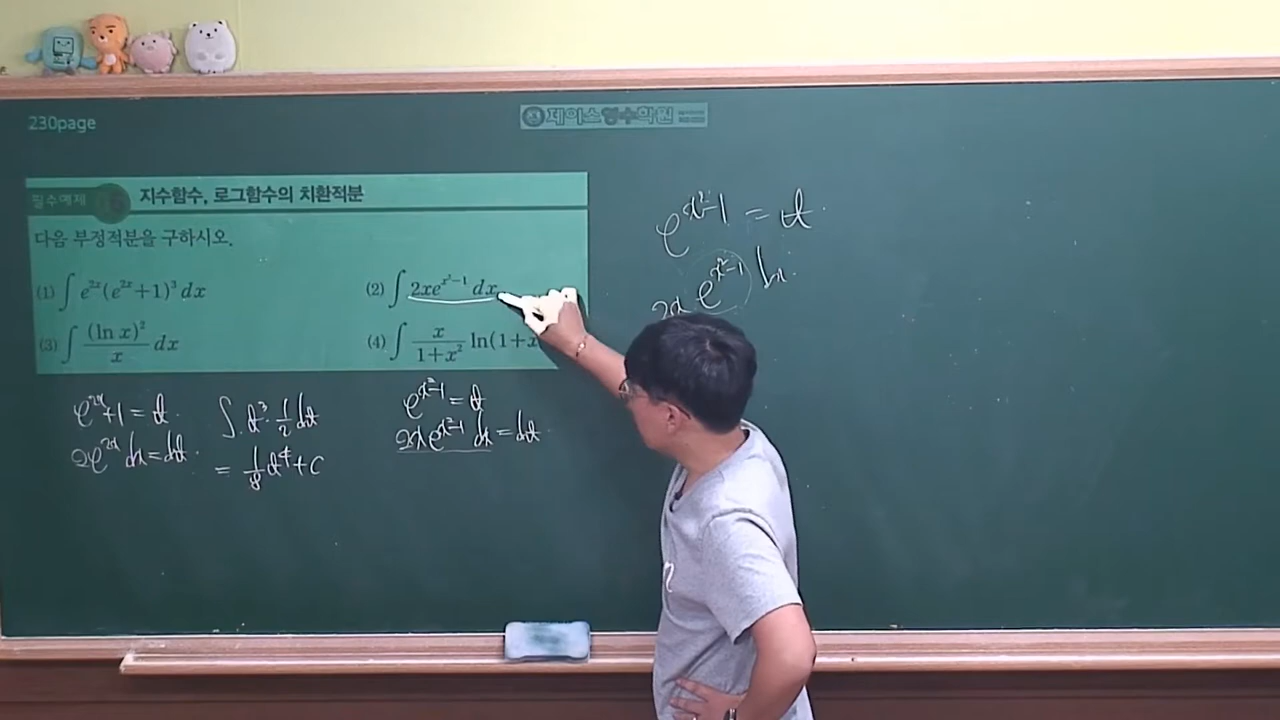 230page
제이스영수학원
필수예제
지수함수, 로그함수의 치환적분
다음 부정적분을 구하시오.
(1) ∫ e^{2x}(e^{2x}+1)^3 dx
(2) ∫ 2xe^{x^2-1} dx
(3) ∫ (ln x)^2/x dx
(4) ∫ x/(1+x^2) ln(1+x
e^{2x}+1 = t
2e^{2x} dx = dt
∫ t^3 · 1/2 dt
= 1/8 t^4 + C
e^{x^2-1} = t
2x e^{x^2-1} dx = dt
e^{x^2-1} = t
2x e^{x^2-1} dx